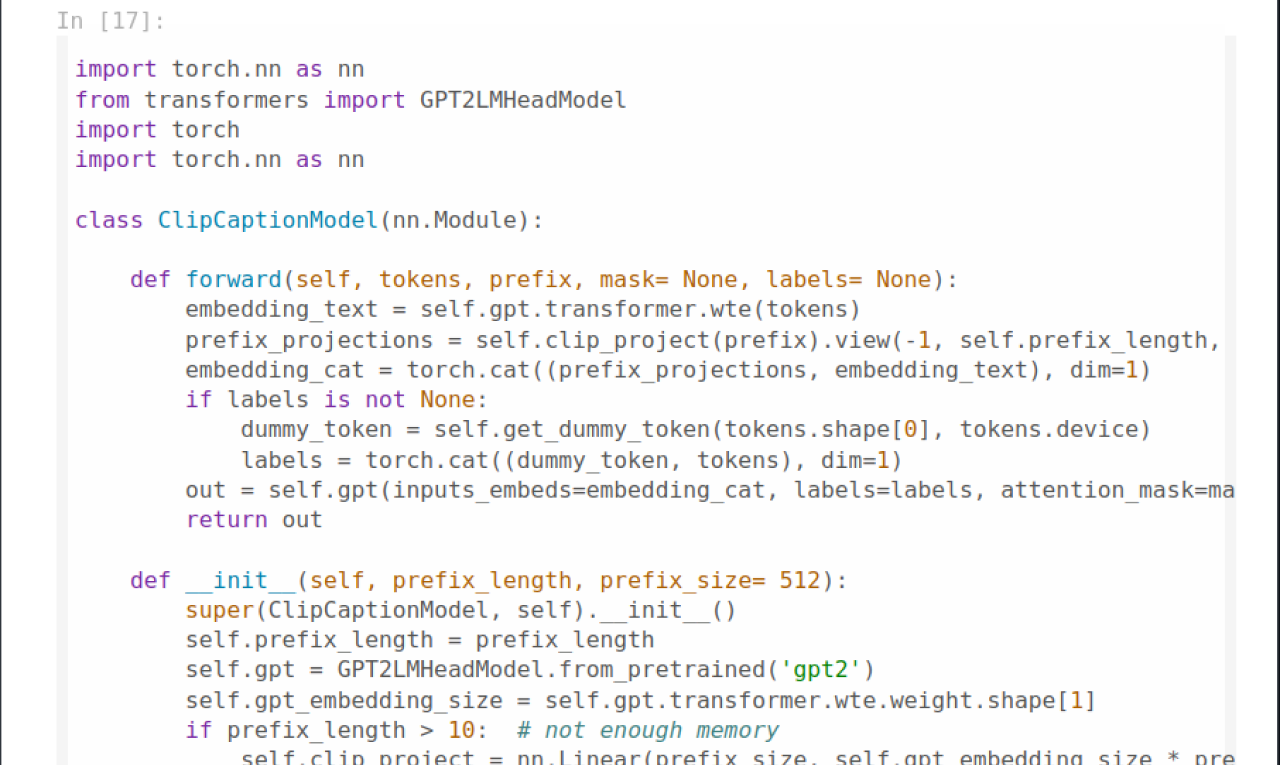 In [17]:
import torch.nn as nn
from transformers import GPT2LMHeadModel
import torch
import torch.nn as nn
class ClipCaptionModel(nn.Module):
def forward(self, tokens, prefix, mask= None, labels= None):
embedding_text = self.gpt.transformer.wte(tokens)
prefix_projections = self.clip_project(prefix).view(-1, self.prefix_length,
embedding_cat = torch.cat((prefix_projections, embedding_text), dim=1)
if labels is not None:
dummy_token = self.get_dummy_token(tokens.shape[0], tokens.device)
labels = torch.cat((dummy_token, tokens), dim=1)
out = self.gpt(inputs_embeds=embedding_cat, labels=labels, attention_mask=ma
return out
def __init__(self, prefix_length, prefix_size= 512):
super(ClipCaptionModel, self).__init__()
self.prefix_length = prefix_length
self.gpt = GPT2LMHeadModel.from_pretrained('gpt2')
self.gpt_embedding_size = self.gpt.transformer.wte.weight.shape[1]
if prefix_length > 10:  # not enough memory
self.clip_project = nn.Linear(prefix_size, self.gpt_embedding_size * pre